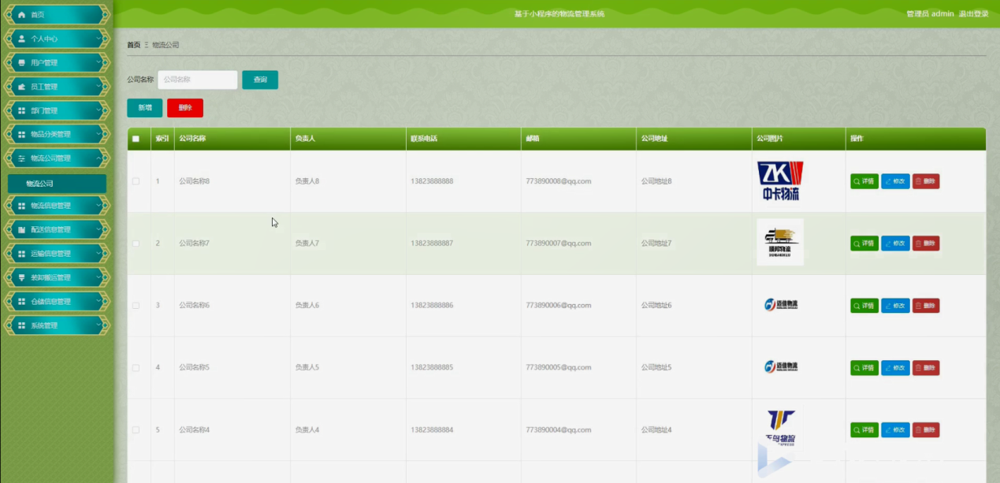 基于小程序的物流管理系统
管理员 admin 退出登录
首页
个人中心
用户管理
员工管理
部门管理
物品分类管理
物流公司管理
物流公司
物流信息管理
配送信息管理
运输信息管理
装卸搬运管理
仓储信息管理
系统管理
首页 Ξ 物流公司
公司名称 公司名称 查询
新增 删除
索引 公司名称 负责人 联系电话 邮箱 公司地址 公司图片 操作
1 公司名称8 负责人8 13823888888 773890008@qq.com 公司地址8 ZK 中卡物流 详情 修改 删除
2 公司名称7 负责人7 13823888887 773890007@qq.com 公司地址7 顺邦物流 详情 修改 删除
3 公司名称6 负责人6 13823888886 773890006@qq.com 公司地址6 迈佳物流 详情 修改 删除
4 公司名称5 负责人5 13823888885 773890005@qq.com 公司地址5 迈佳物流 详情 修改 删除
5 公司名称4 负责人4 13823888884 773890004@qq.com 公司地址4 详情 修改 删除